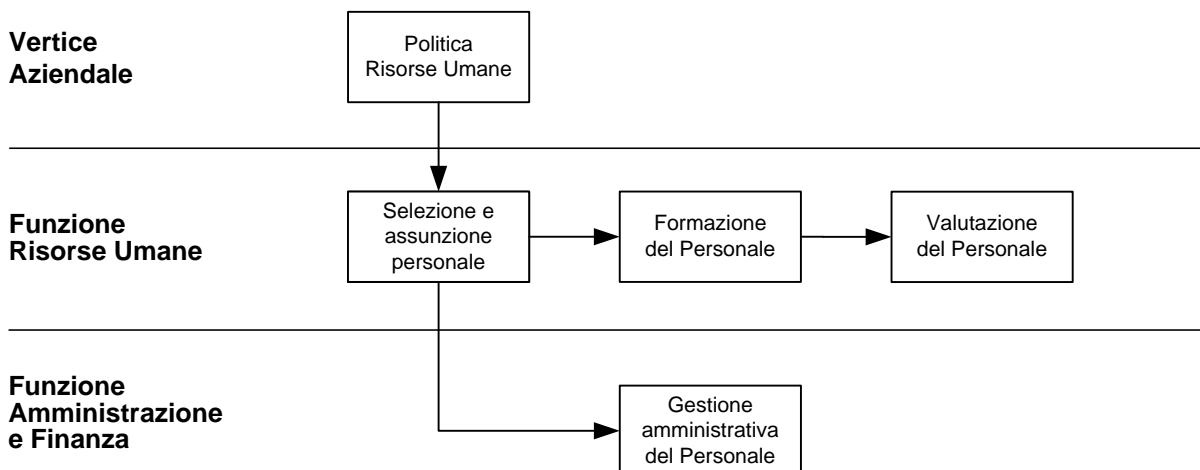 Vertice
Aziendale
Politica
Risorse Umane
Funzione
Risorse Umane
Selezione e
assunzione
personale
Formazione
del Personale
Valutazione
del Personale
Funzione
Amministrazione
e Finanza
Gestione
amministrativa
del Personale